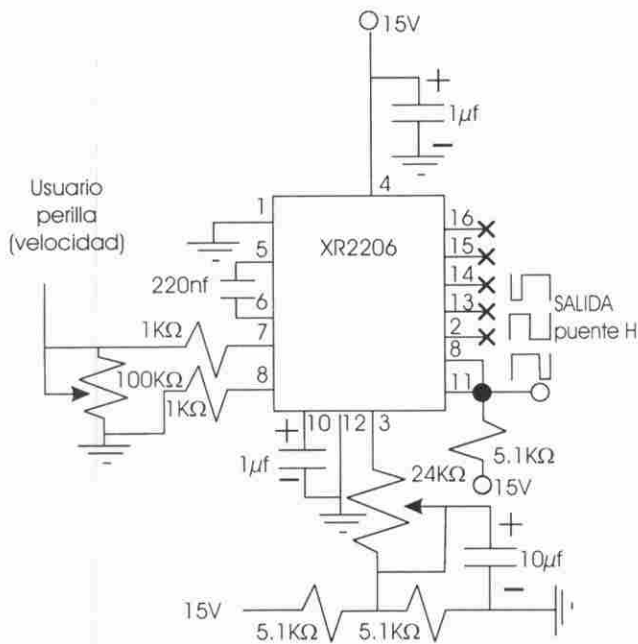 15V
+
1µf
−
4
Usuario
perilla
(velocidad)
1
5
220nf
6
1KΩ
7
100KΩ
1KΩ
8
XR2206
16
15
14
13
2
8
11
SALIDA
puente H
5.1KΩ
15V
10 12 3
+
1µf
−
24KΩ
+
10µf
−
15V
5.1KΩ 5.1KΩ